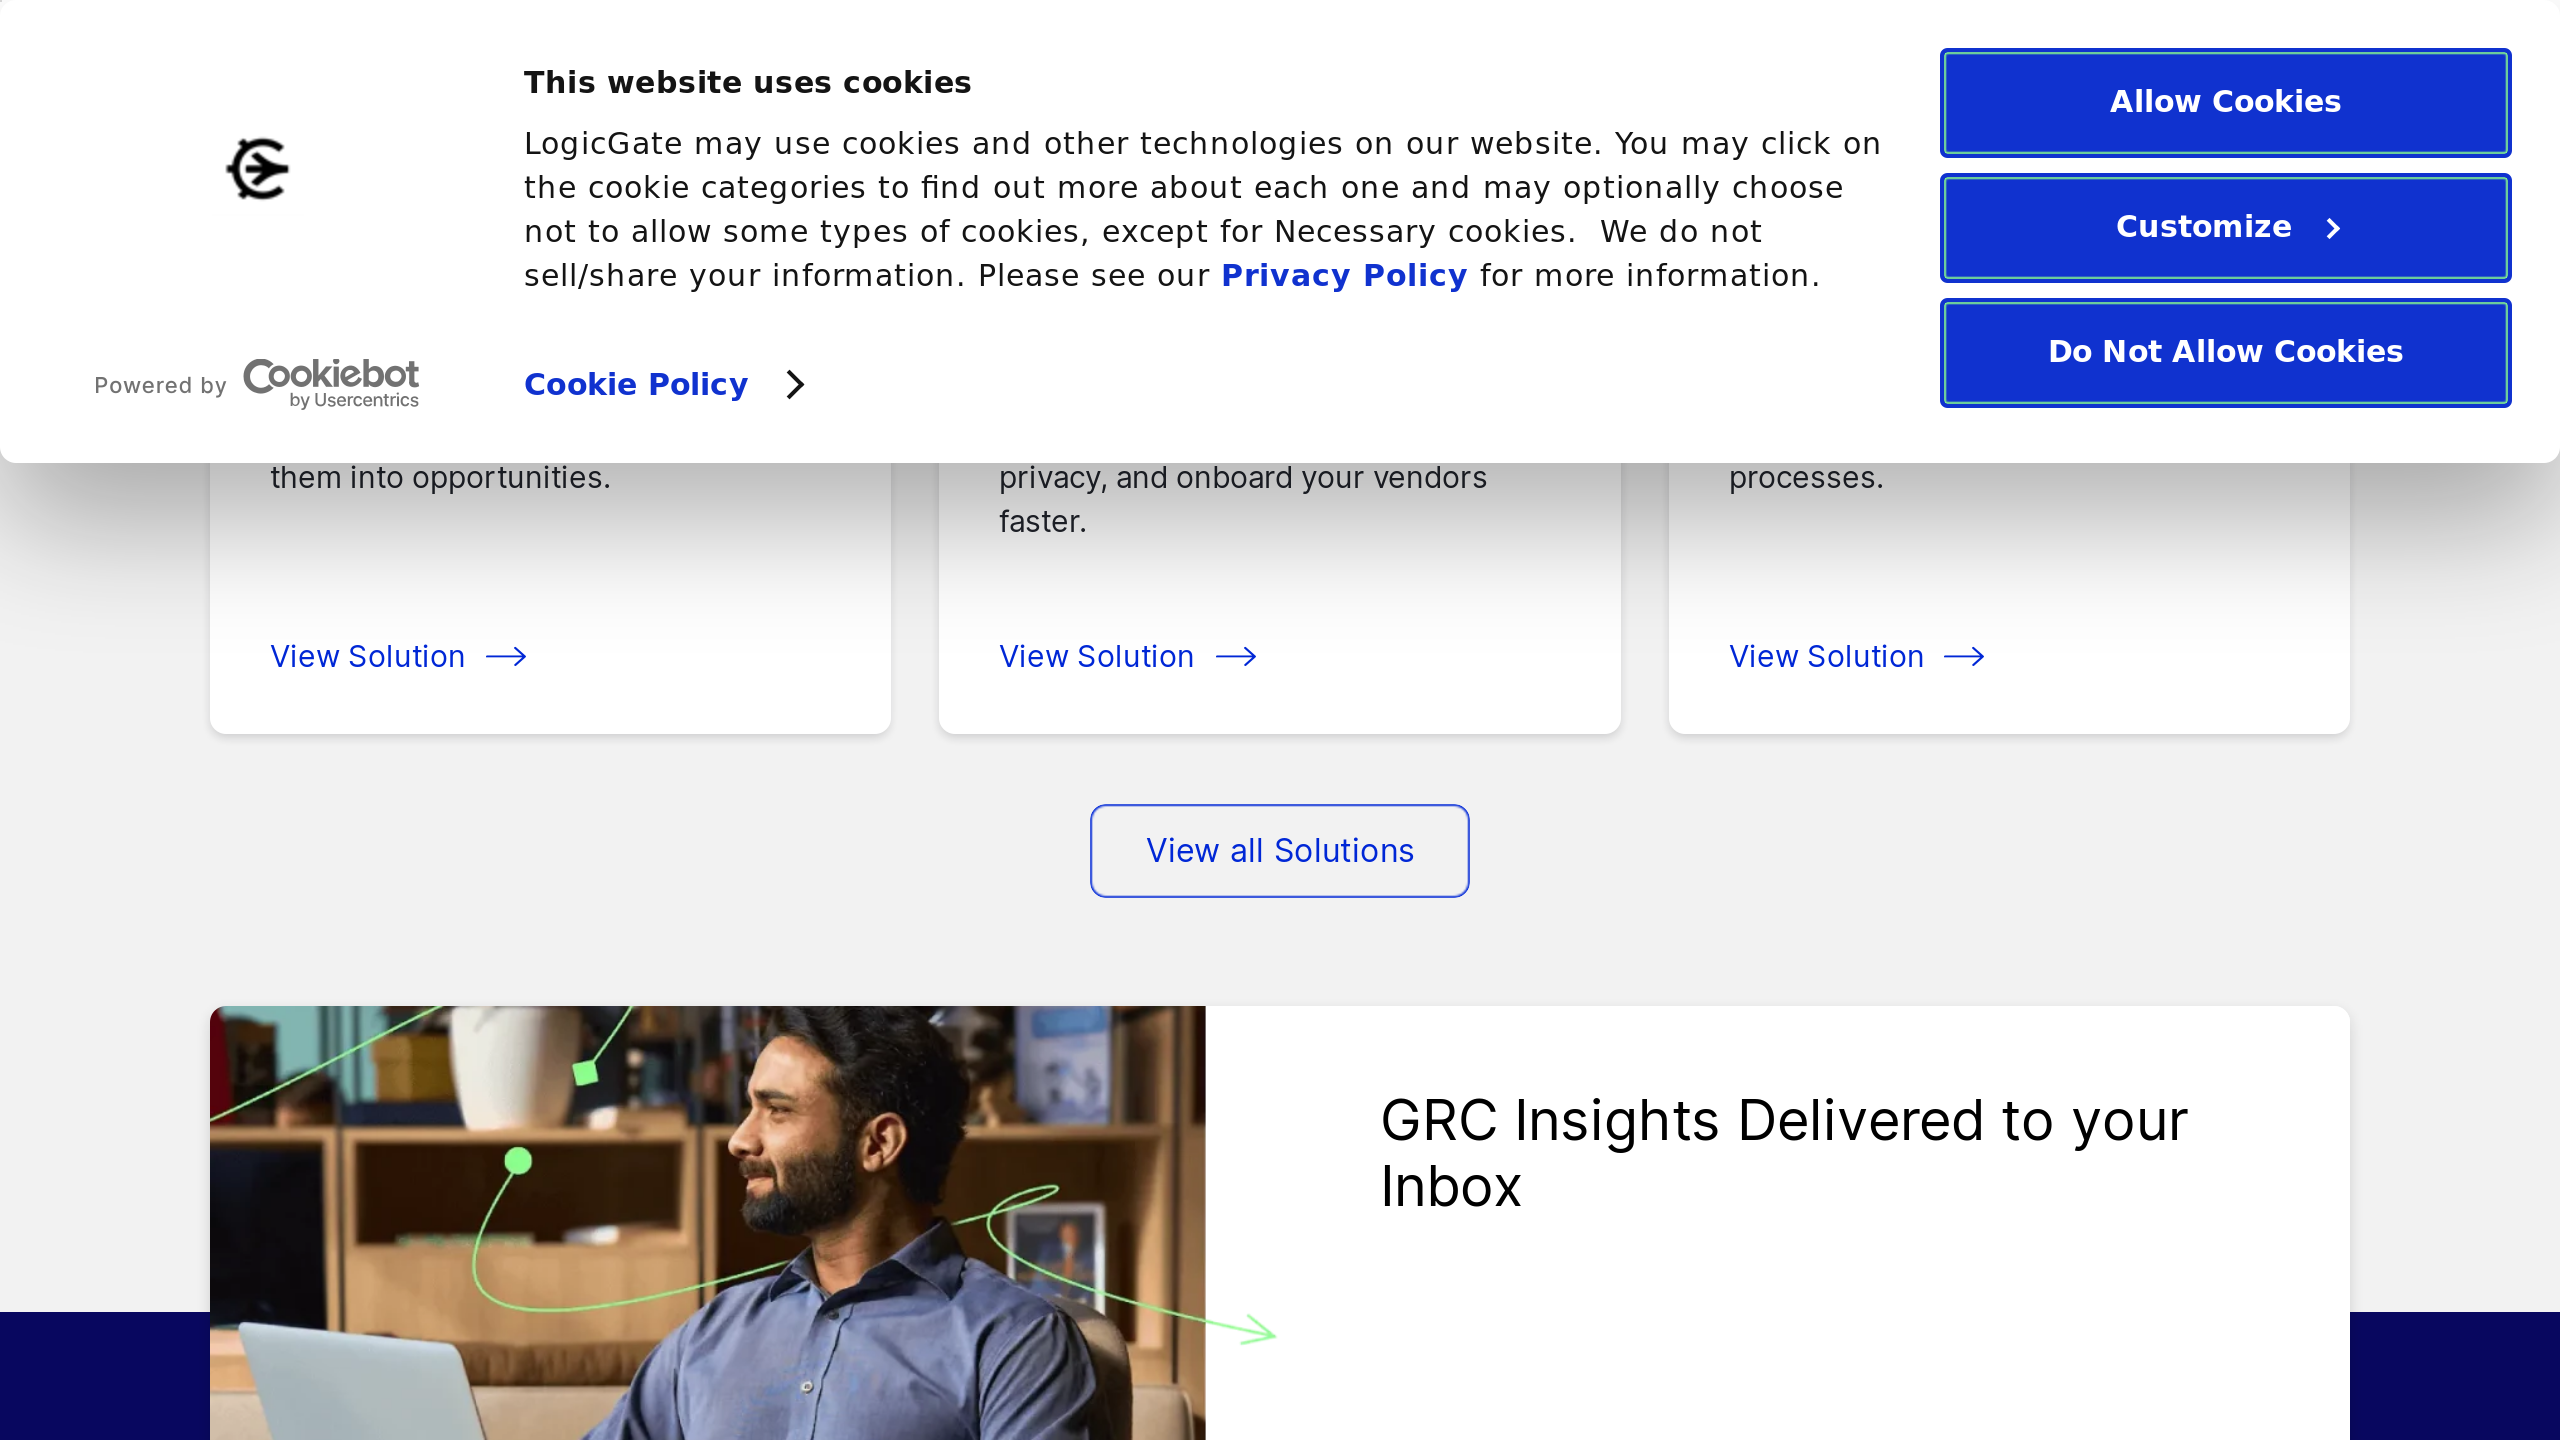 This website uses cookies
LogicGate may use cookies and other technologies on our website. You may click on
the cookie categories to find out more about each one and may optionally choose
not to allow some types of cookies, except for Necessary cookies.  We do not
sell/share your information. Please see our Privacy Policy for more information.
Powered by Cookiebot
by Usercentrics
Cookie Policy
Allow Cookies
Customize
Do Not Allow Cookies
them into opportunities.
View Solution
privacy, and onboard your vendors
faster.
View Solution
processes.
View Solution
View all Solutions
GRC Insights Delivered to your
Inbox